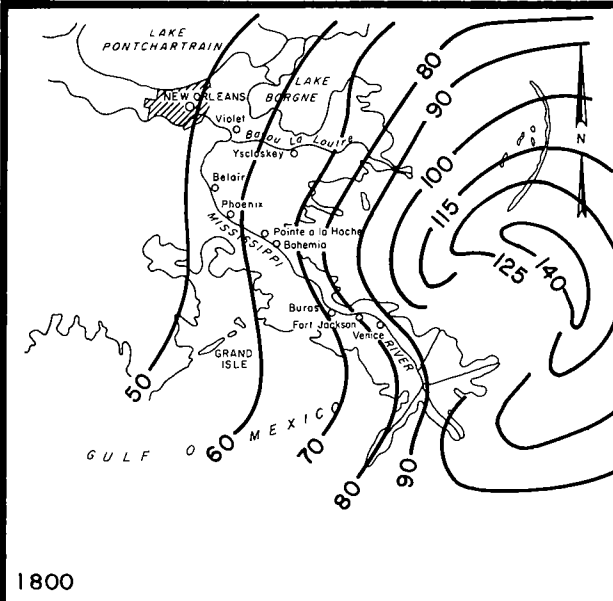 LAKE
PONTCHARTRAIN
NEW ORLEANS
LAKE
BORGNE
80
90
Violet
Bayou La Loutre
Yscloskey
N
100
Belair
115
Phoenix
MISSISSIPPI
Pointe a la Hache
Bohemia
125
140
Buras
Fort Jackson
Venice
RIVER
GRAND
ISLE
50
60
70
80
90
GULF O MEXICO
1800